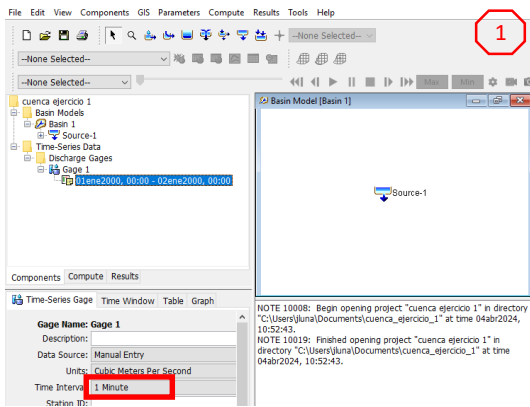 File Edit View Components GIS Parameters Compute Results Tools Help
--None Selected--
1
--None Selected--
--None Selected--
Max Min
cuenca ejercicio 1
Basin Models
Basin 1
Source-1
Time-Series Data
Discharge Gages
Gage 1
01ene2000, 00:00 - 02ene2000, 00:00
Basin Model [Basin 1]
Source-1
Components Compute Results
Time-Series Gage Time Window Table Graph
Gage Name: Gage 1
Description:
Data Source: Manual Entry
Units: Cubic Meters Per Second
Time Interva 1 Minute
Station ID:
NOTE 10008: Begin opening project "cuenca ejercicio 1" in directory
"C:\Users\jluna\Documents\cuenca_ejercicio_1" at time 04abr2024,
10:52:43.
NOTE 10019: Finished opening project "cuenca ejercicio 1" in
directory "C:\Users\jluna\Documents\cuenca_ejercicio_1" at time
04abr2024, 10:52:43.